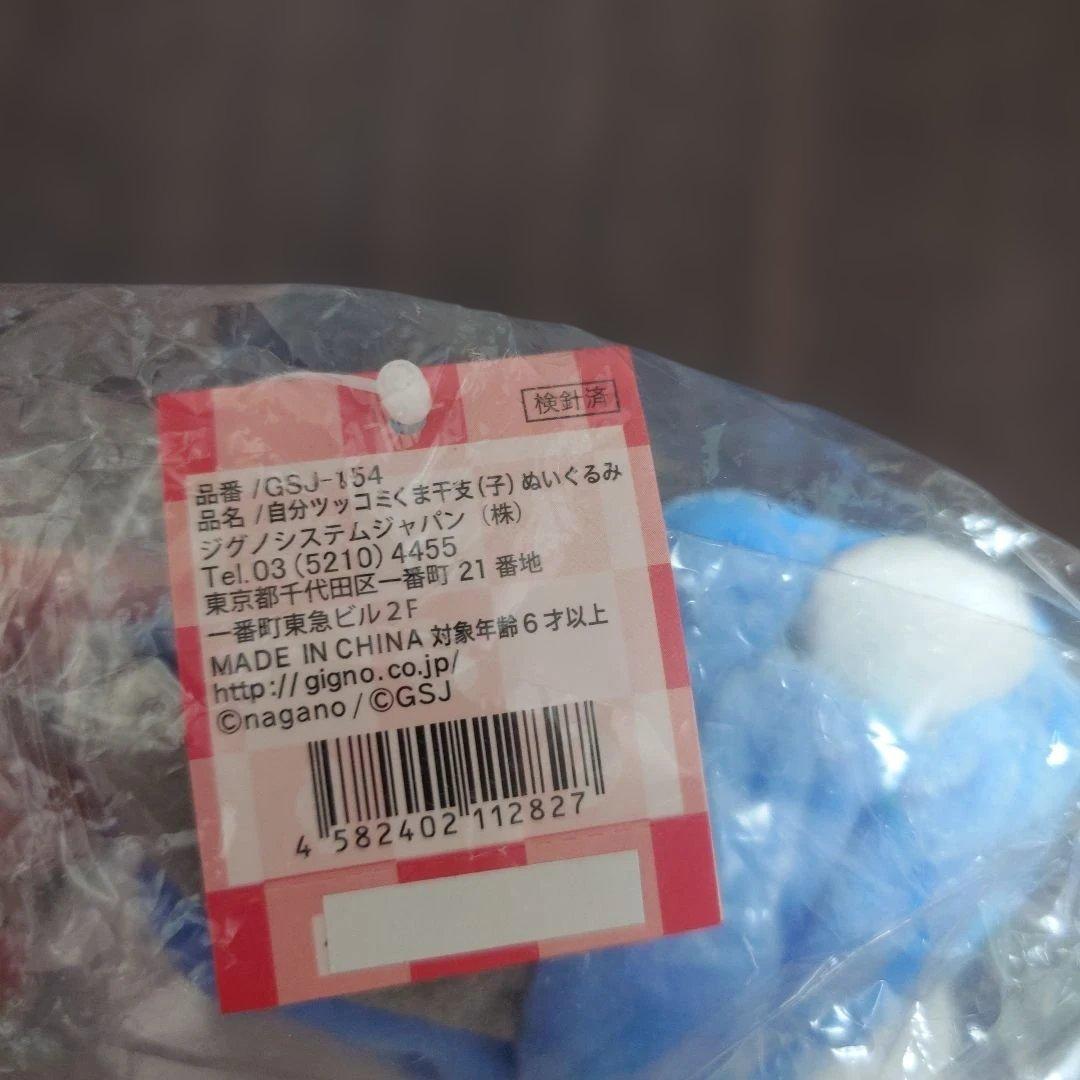 検針済
品番 /GSJ-154
品名 /自分ツッコミくま干支(子) ぬいぐるみ
ジグノシステムジャパン (株)
Tel.03(5210)4455
東京都千代田区一番町 21 番地
一番町東急ビル2F
MADE IN CHINA 対象年齢6才以上
http://gigno.co.jp/
©nagano/©GSJ
4 582402 112827